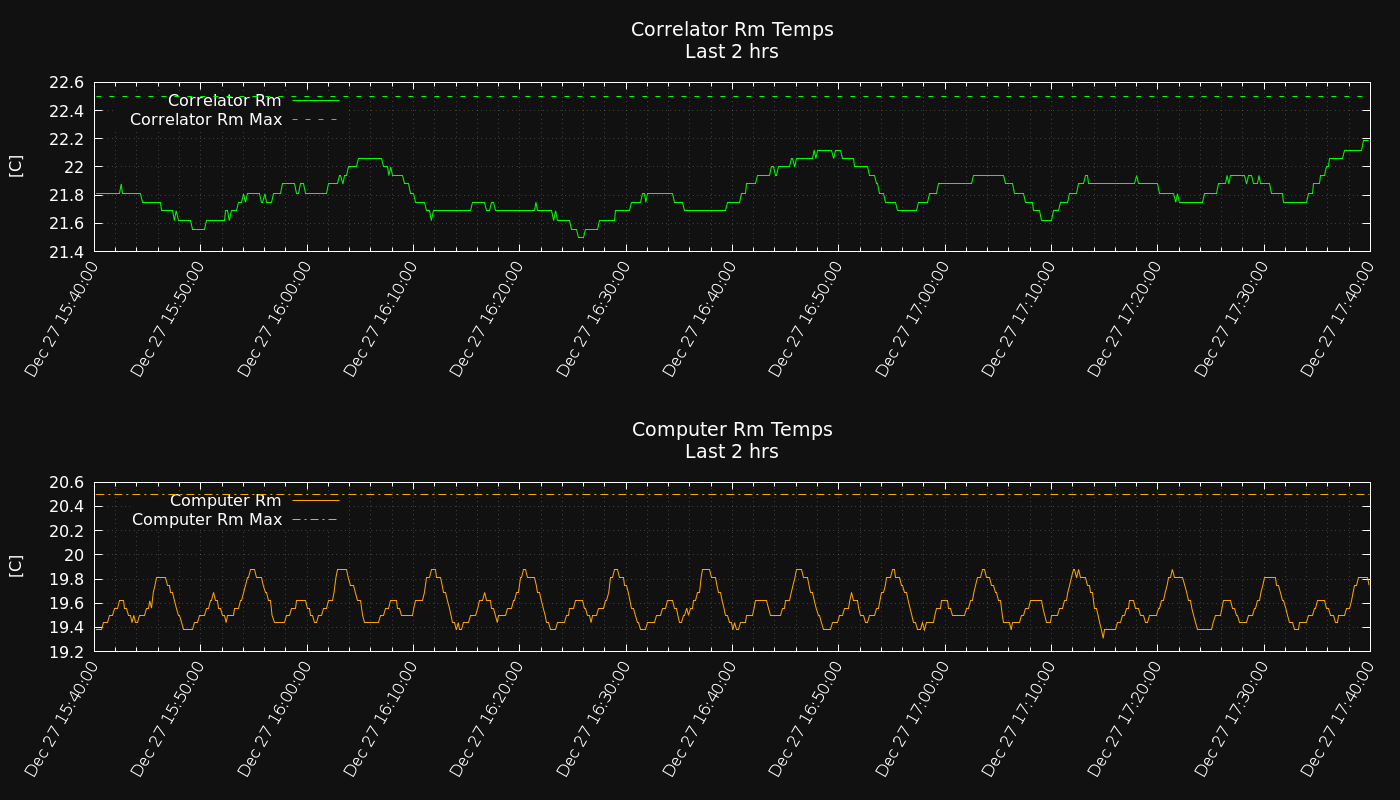 Correlator Rm Temps
Last 2 hrs
[C]
22.6
22.4
22.2
22
21.8
21.6
21.4
Correlator Rm
Correlator Rm Max
Dec 27 15:40:00
Dec 27 15:50:00
Dec 27 16:00:00
Dec 27 16:10:00
Dec 27 16:20:00
Dec 27 16:30:00
Dec 27 16:40:00
Dec 27 16:50:00
Dec 27 17:00:00
Dec 27 17:10:00
Dec 27 17:20:00
Dec 27 17:30:00
Dec 27 17:40:00
Computer Rm Temps
Last 2 hrs
[C]
20.6
20.4
20.2
20
19.8
19.6
19.4
19.2
Computer Rm
Computer Rm Max
Dec 27 15:40:00
Dec 27 15:50:00
Dec 27 16:00:00
Dec 27 16:10:00
Dec 27 16:20:00
Dec 27 16:30:00
Dec 27 16:40:00
Dec 27 16:50:00
Dec 27 17:00:00
Dec 27 17:10:00
Dec 27 17:20:00
Dec 27 17:30:00
Dec 27 17:40:00